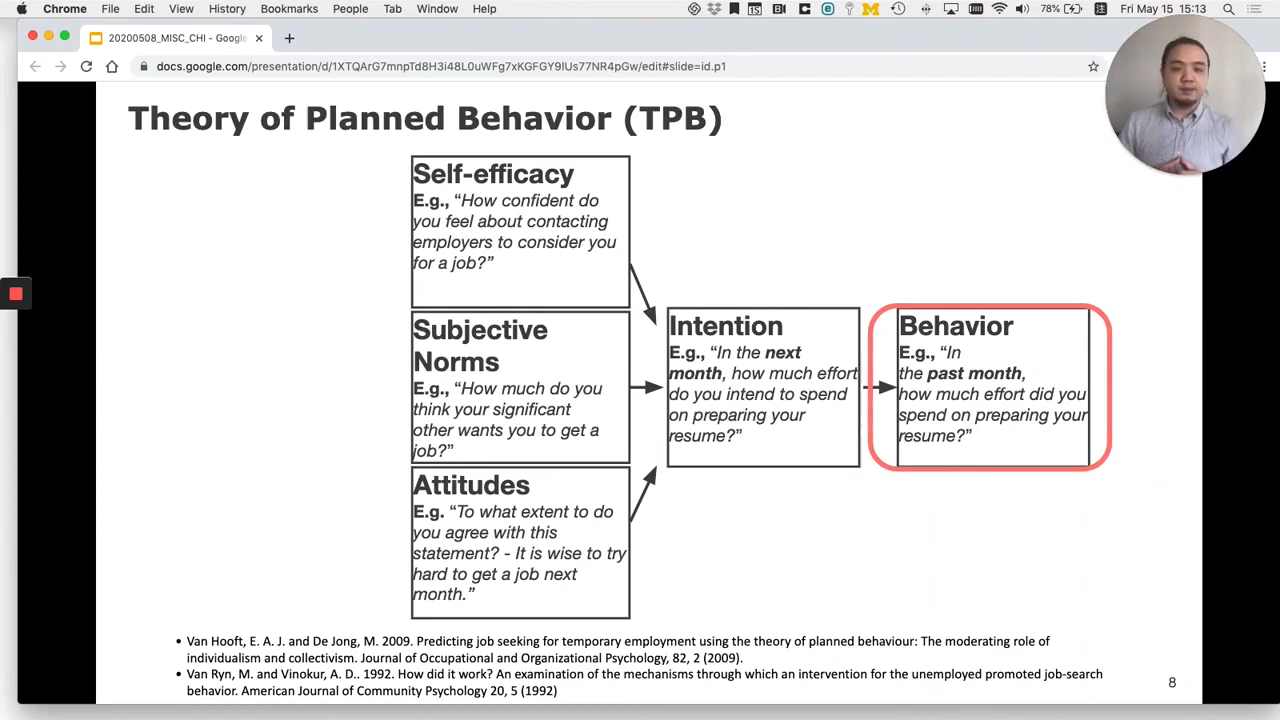 Chrome File Edit View History Bookmarks People Tab Window Help 78% Fri May 15 15:13
20200508_MISC_CHI - Google
docs.google.com/presentation/d/1XTQArG7mnpTd8H3i48L0uWFg7xKGFGY9IUs77NR4pGw/edit#slide=id.p1
Theory of Planned Behavior (TPB)
Self-efficacy
E.g., “How confident do
you feel about contacting
employers to consider you
for a job?”
Subjective
Norms
E.g., “How much do you
think your significant
other wants you to get a
job?”
Attitudes
E.g. “To what extent to do
you agree with this
statement? - It is wise to try
hard to get a job next
month.”
Intention
E.g., “In the next
month, how much effort
do you intend to spend
on preparing your
resume?”
Behavior
E.g., “In
the past month,
how much effort did you
spend on preparing your
resume?”
• Van Hooft, E. A. J. and De Jong, M. 2009. Predicting job seeking for temporary employment using the theory of planned behaviour: The moderating role of
individualism and collectivism. Journal of Occupational and Organizational Psychology, 82, 2 (2009).
• Van Ryn, M. and Vinokur, A. D.. 1992. How did it work? An examination of the mechanisms through which an intervention for the unemployed promoted job-search
behavior. American Journal of Community Psychology 20, 5 (1992)
8